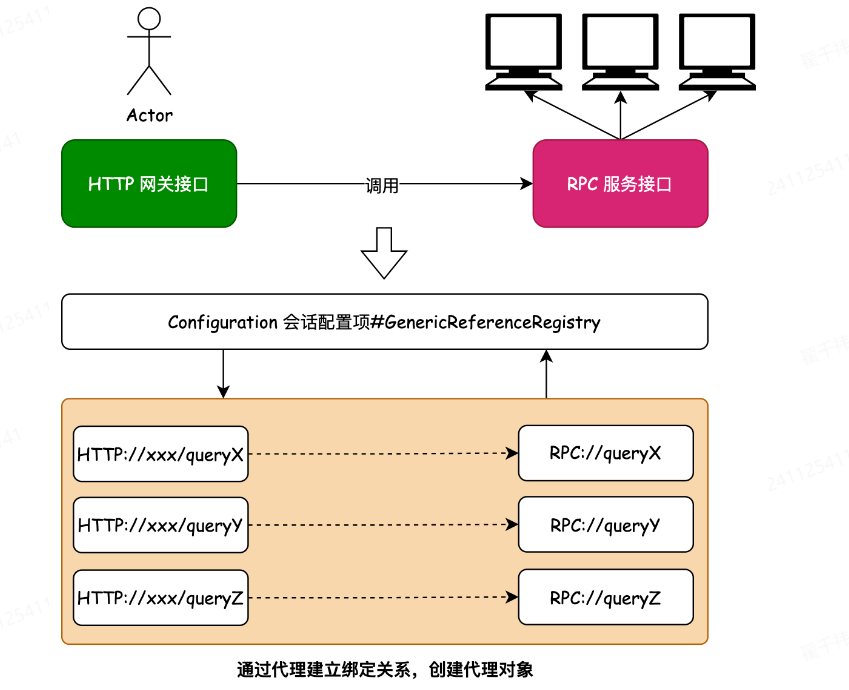 Actor
HTTP 网关接口
调用
RPC 服务接口
Configuration 会话配置项#GenericReferenceRegistry
HTTP://xxx/queryX
RPC://queryX
HTTP://xxx/queryY
RPC://queryY
HTTP://xxx/queryZ
RPC://queryZ
通过代理建立绑定关系，创建代理对象